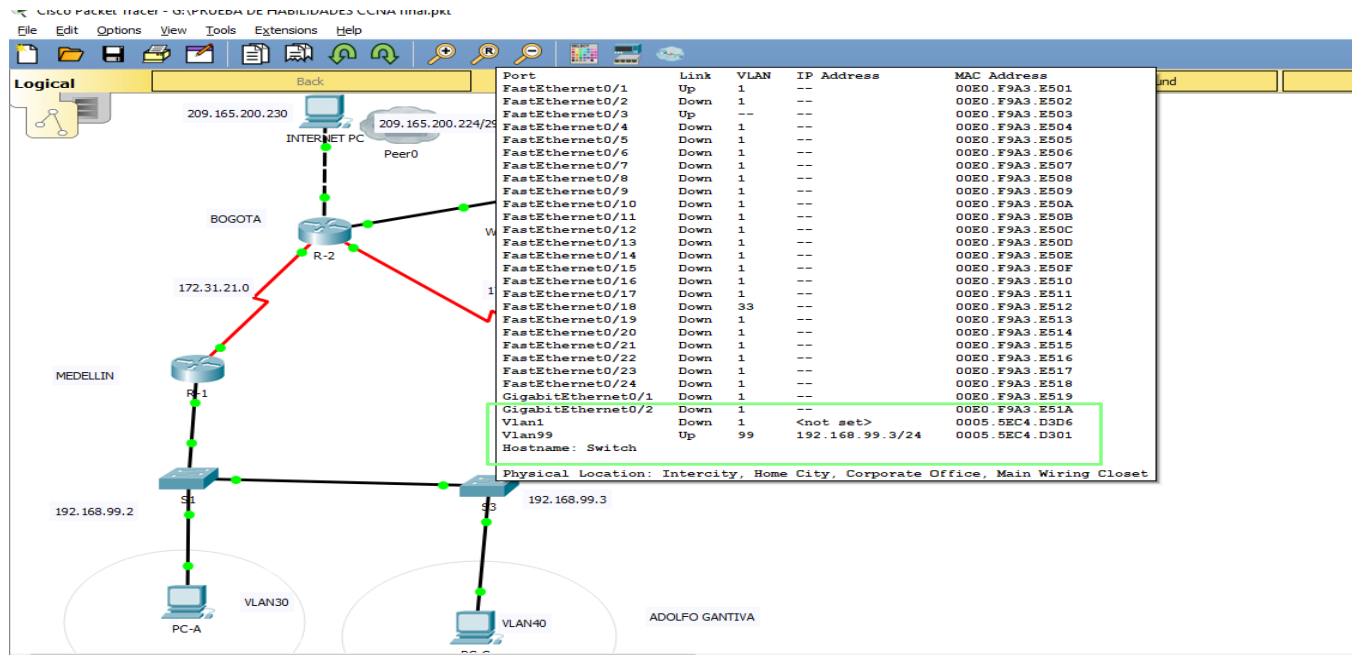 Cisco Packet Tracer - G:\PRUEBA DE HABILIDADES CCNA final.pkt
File Edit Options View Tools Extensions Help
Logical
Back
und
209.165.200.230
INTERNET PC
209.165.200.224/29
Peer0
BOGOTA
W
R-2
172.31.21.0
1
MEDELLIN
R-1
S1
192.168.99.2
S3
192.168.99.3
VLAN30
PC-A
VLAN40
ADOLFO GANTIVA
Port Link VLAN IP Address MAC Address
FastEthernet0/1 Up 1 -- 00E0.F9A3.E501
FastEthernet0/2 Down 1 -- 00E0.F9A3.E502
FastEthernet0/3 Up -- -- 00E0.F9A3.E503
FastEthernet0/4 Down 1 -- 00E0.F9A3.E504
FastEthernet0/5 Down 1 -- 00E0.F9A3.E505
FastEthernet0/6 Down 1 -- 00E0.F9A3.E506
FastEthernet0/7 Down 1 -- 00E0.F9A3.E507
FastEthernet0/8 Down 1 -- 00E0.F9A3.E508
FastEthernet0/9 Down 1 -- 00E0.F9A3.E509
FastEthernet0/10 Down 1 -- 00E0.F9A3.E50A
FastEthernet0/11 Down 1 -- 00E0.F9A3.E50B
FastEthernet0/12 Down 1 -- 00E0.F9A3.E50C
FastEthernet0/13 Down 1 -- 00E0.F9A3.E50D
FastEthernet0/14 Down 1 -- 00E0.F9A3.E50E
FastEthernet0/15 Down 1 -- 00E0.F9A3.E50F
FastEthernet0/16 Down 1 -- 00E0.F9A3.E510
FastEthernet0/17 Down 1 -- 00E0.F9A3.E511
FastEthernet0/18 Down 33 -- 00E0.F9A3.E512
FastEthernet0/19 Down 1 -- 00E0.F9A3.E513
FastEthernet0/20 Down 1 -- 00E0.F9A3.E514
FastEthernet0/21 Down 1 -- 00E0.F9A3.E515
FastEthernet0/22 Down 1 -- 00E0.F9A3.E516
FastEthernet0/23 Down 1 -- 00E0.F9A3.E517
FastEthernet0/24 Down 1 -- 00E0.F9A3.E518
GigabitEthernet0/1 Down 1 -- 00E0.F9A3.E519
GigabitEthernet0/2 Down 1 -- 00E0.F9A3.E51A
Vlan1 Down 1 <not set> 0005.5EC4.D3D6
Vlan99 Up 99 192.168.99.3/24 0005.5EC4.D301
Hostname: Switch
Physical Location: Intercity, Home City, Corporate Office, Main Wiring Closet